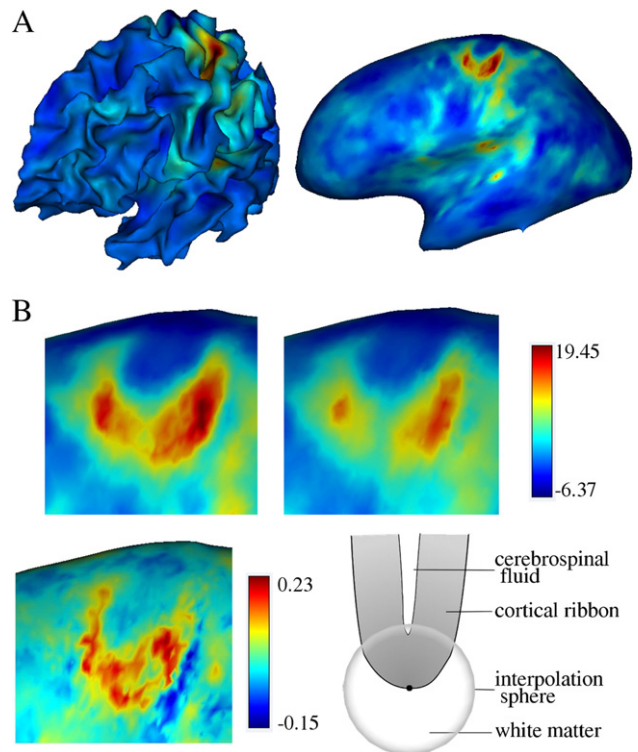 A
B
19.45
-6.37
0.23
-0.15
cerebrospinal
fluid
cortical ribbon
interpolation
sphere
white matter